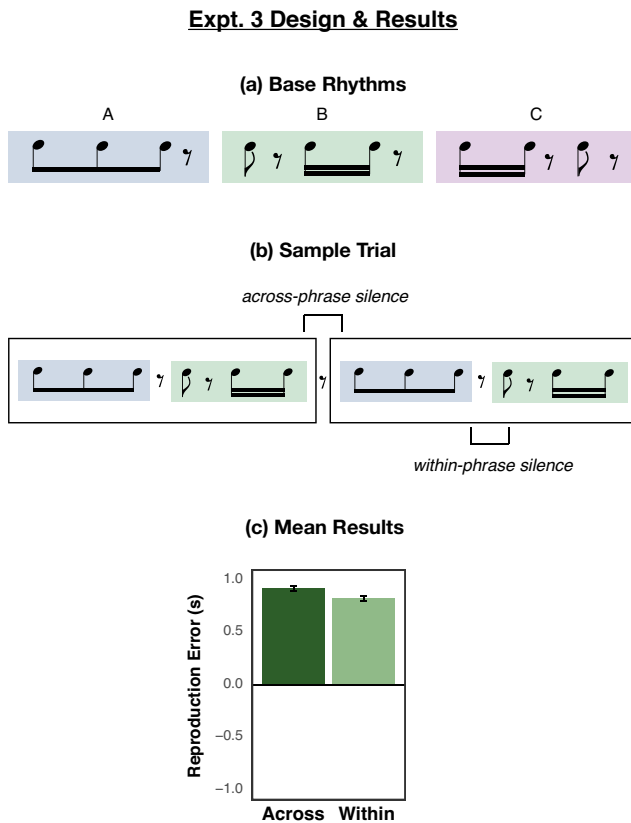 Expt. 3 Design & Results
(a) Base Rhythms
A B C
(b) Sample Trial
across-phrase silence
within-phrase silence
(c) Mean Results
Reproduction Error (s)
1.0
0.5
0.0
−0.5
−1.0
Across Within